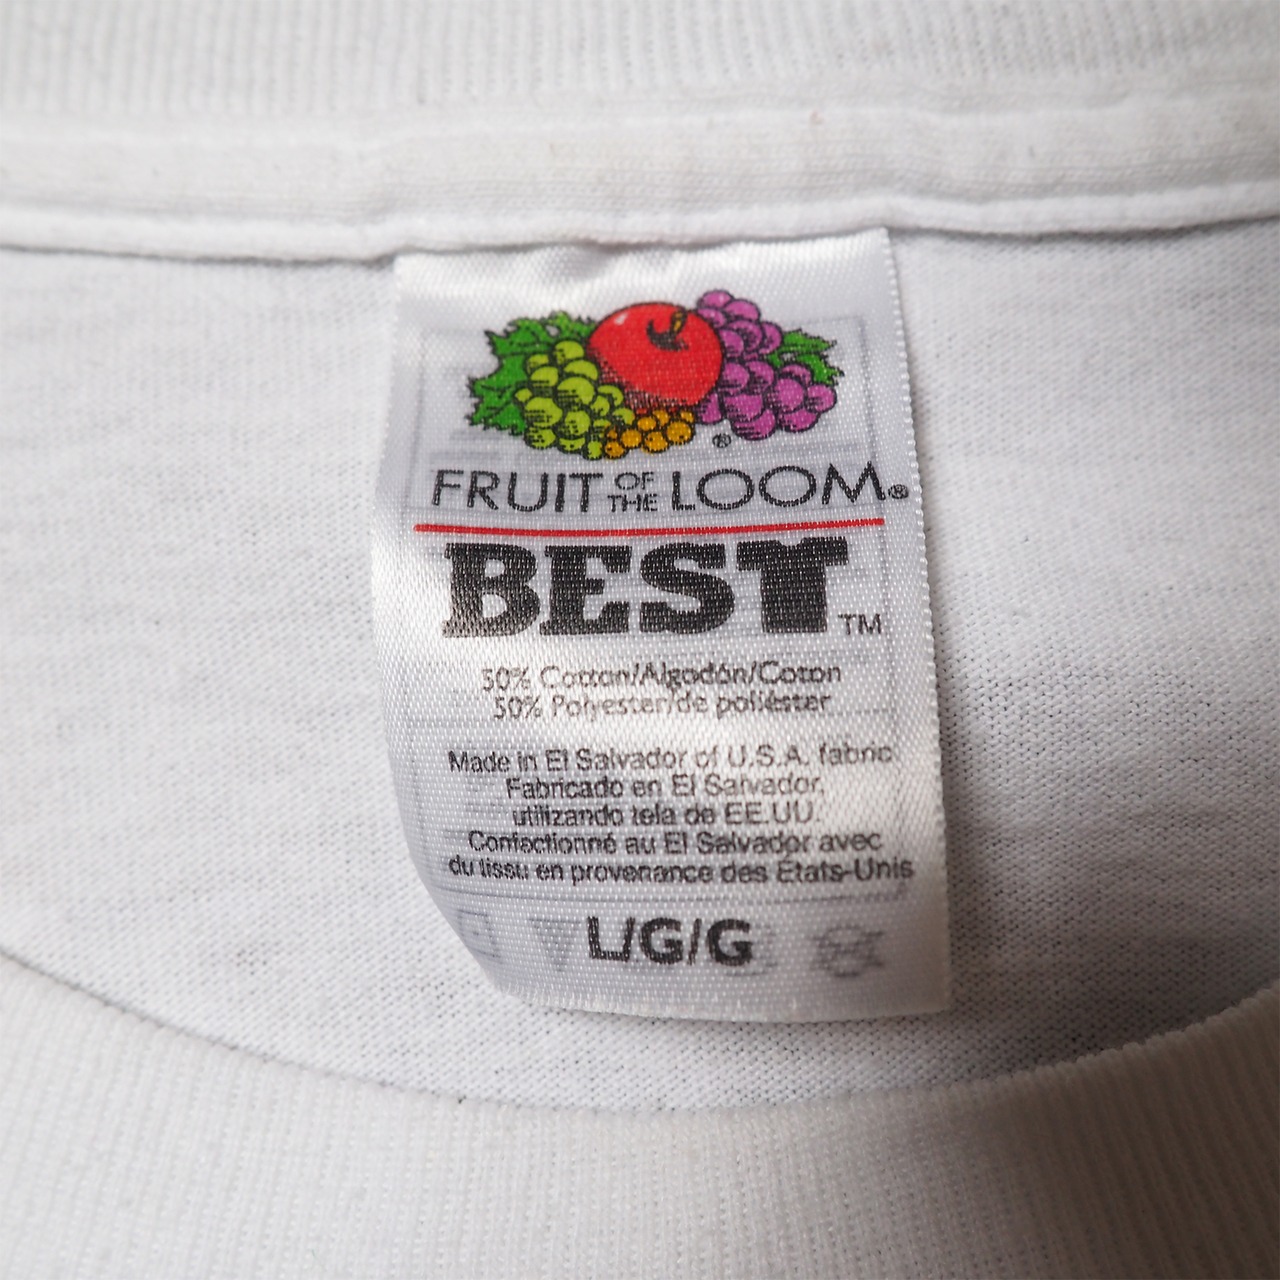 ®
FRUIT OF THE LOOM®
BEST™
50% Cotton/Algodón/Coton
50% Polyester/de poliéster
Made in El Salvador of U.S.A. fabric
Fabricado en El Salvador,
utilizando tela de EE.UU.
Confectionné au El Salvador avec
du tissu en provenance des Etats-Unis
L/G/G